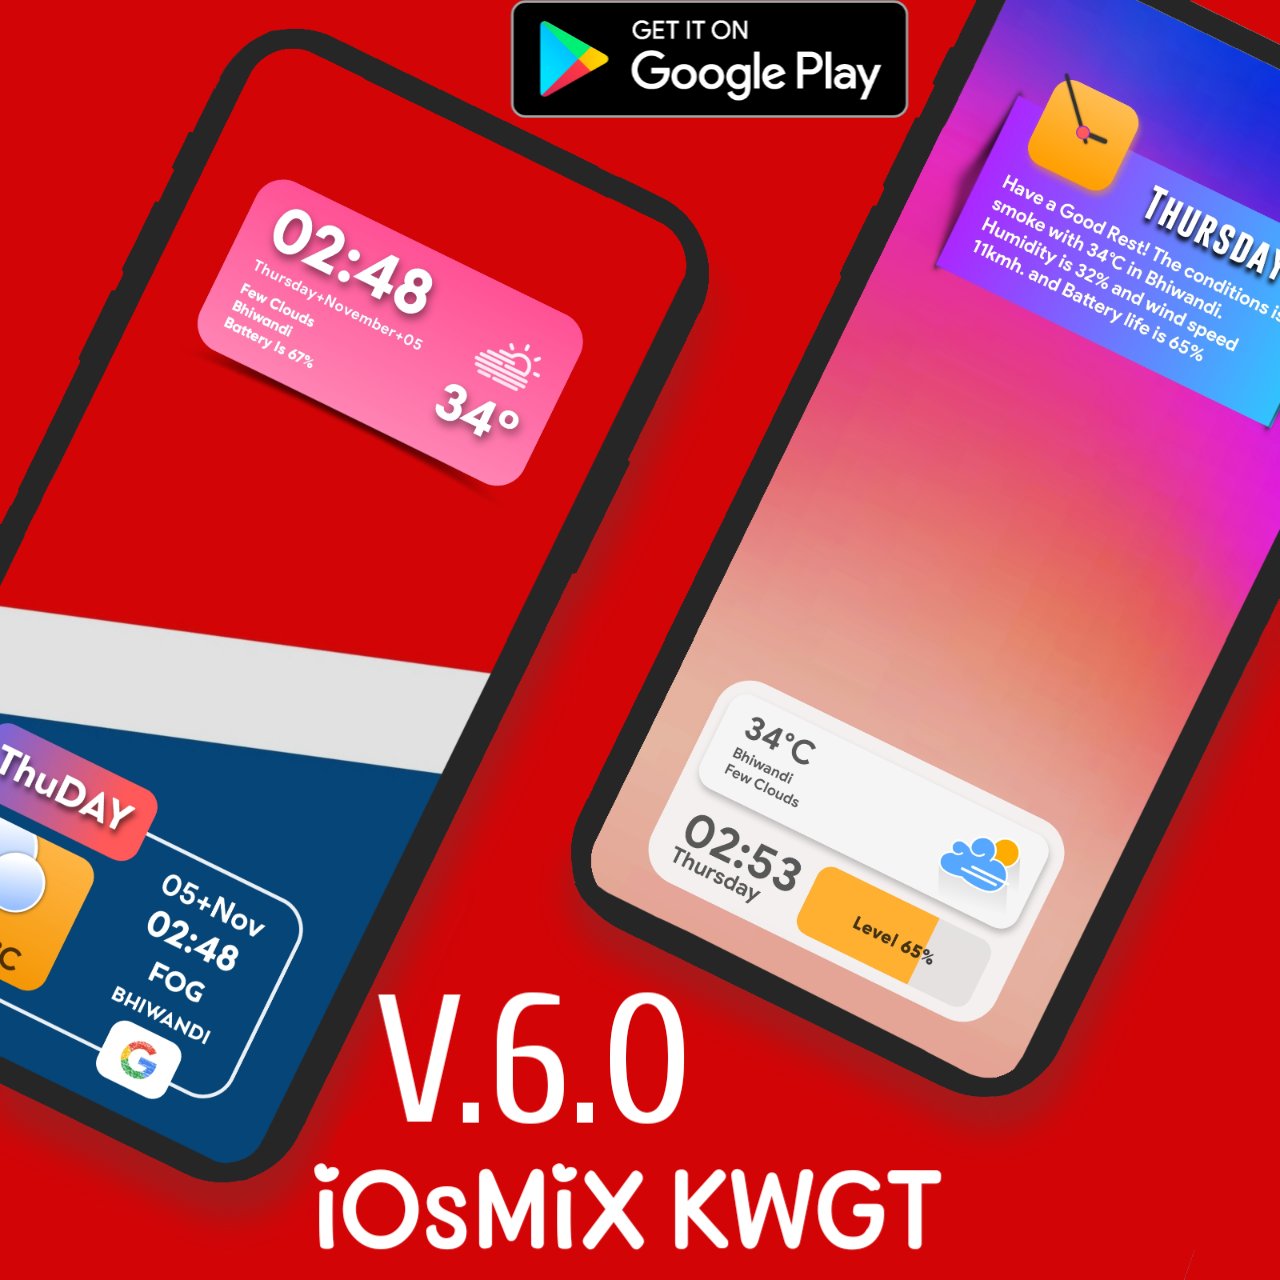 GET IT ON
Google Play
02:48
Thursday+November+05
Few Clouds
Bhiwandi
Battery Is 67%
34°
THURSDAY
Have a Good Rest! The conditions is
smoke with 34°C in Bhiwandi.
Humidity is 32% and wind speed
11kmh. and Battery life is 65%
34°C
Bhiwandi
Few Clouds
02:53
Thursday
Level 65%
ThuDAY
05+Nov
02:48
FOG
BHIWANDI
°C
G
V.6.0
iOsMiX KWGT